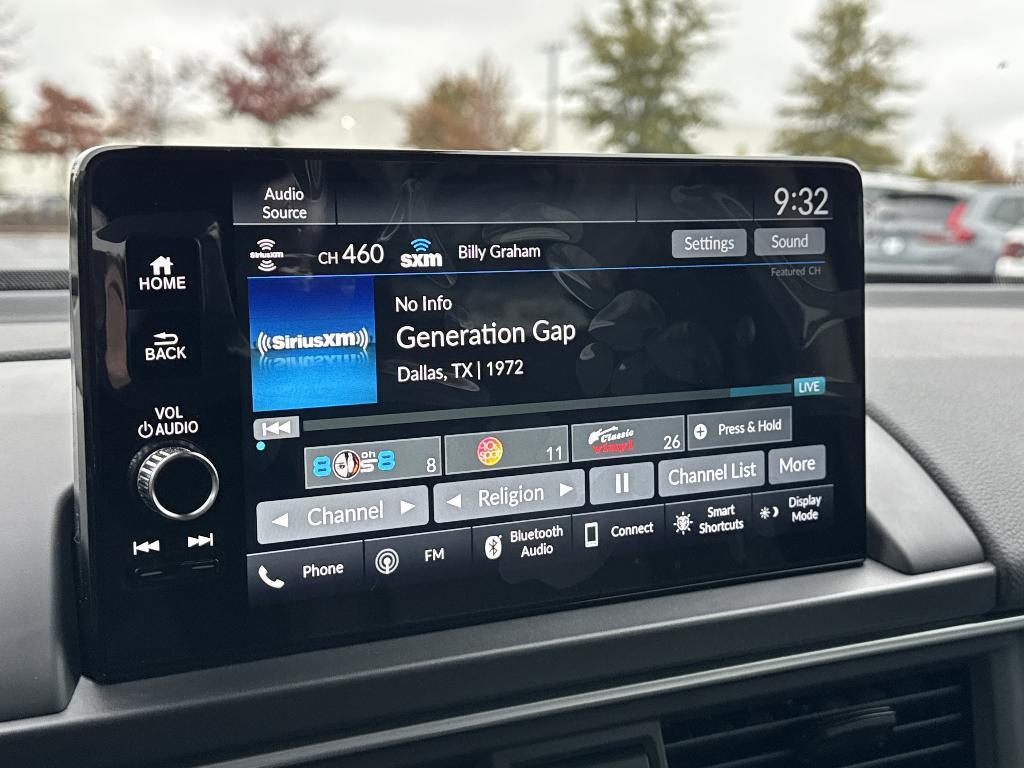 Audio
Source
9:32
HOME
SiriusXM
CH 460
sxm
Billy Graham
Settings
Sound
Featured CH
No Info
((SiriusXM))
Generation Gap
Dallas, TX | 1972
BACK
LIVE
VOL
AUDIO
8
11
Classic
Vinyl
26
Press & Hold
Channel
Religion
Channel List
More
Phone
FM
Bluetooth
Audio
Connect
Smart
Shortcuts
Display
Mode